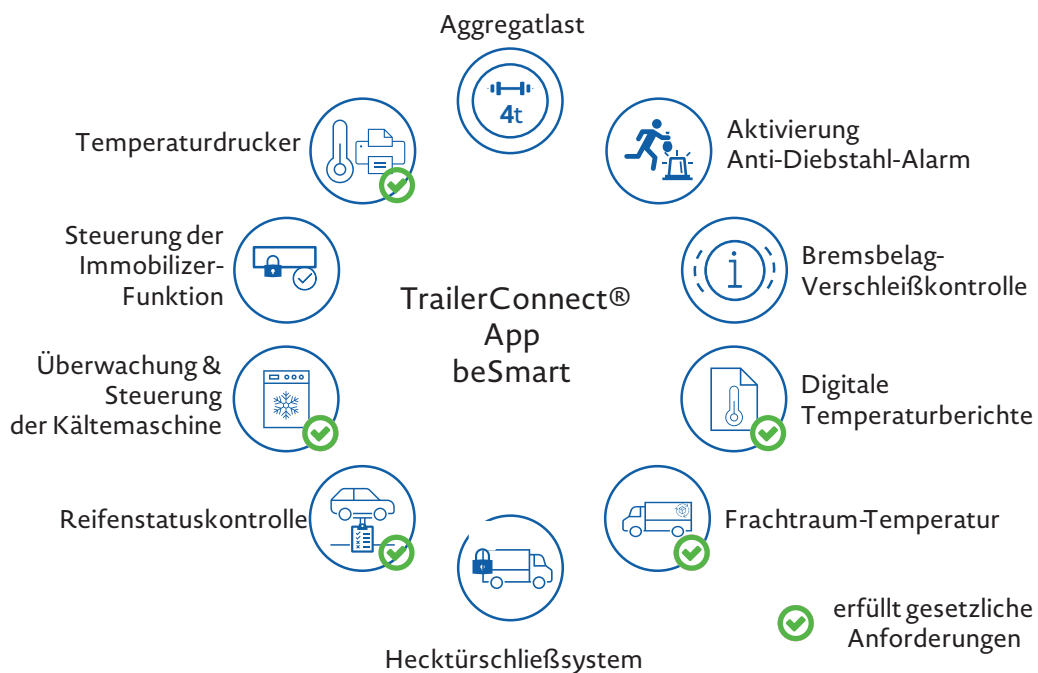 Aggregatlast
4t
Temperaturdrucker
Aktivierung
Anti-Diebstahl-Alarm
Steuerung der
Immobilizer-
Funktion
Bremsbelag-
Verschleißkontrolle
i
TrailerConnect®
App
beSmart
Überwachung &
Steuerung
der Kältemaschine
Digitale
Temperaturberichte
Reifenstatuskontrolle
Frachtraum-Temperatur
Hecktürschließsystem
erfüllt gesetzliche
Anforderungen